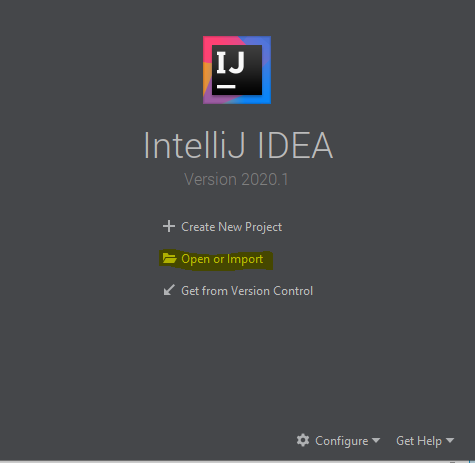 IJ
IntelliJ IDEA
Version 2020.1
Create New Project
Open or Import
Get from Version Control
Configure Get Help